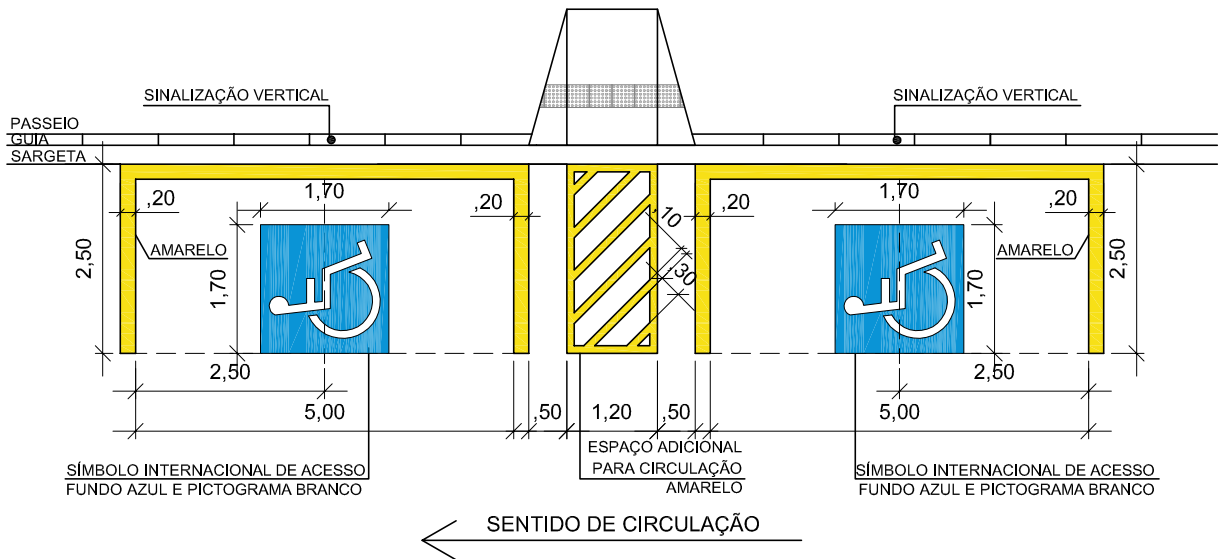 SINALIZAÇÃO VERTICAL
SINALIZAÇÃO VERTICAL
PASSEIO
GUIA
SARGETA
,20
1,70
,20
,10
1,70
,20
AMARELO
AMARELO
2,50
1,70
,30
1,70
2,50
2,50
2,50
5,00
,50
1,20
,50
5,00
ESPAÇO ADICIONAL
PARA CIRCULAÇÃO
AMARELO
SÍMBOLO INTERNACIONAL DE ACESSO
FUNDO AZUL E PICTOGRAMA BRANCO
SÍMBOLO INTERNACIONAL DE ACESSO
FUNDO AZUL E PICTOGRAMA BRANCO
SENTIDO DE CIRCULAÇÃO